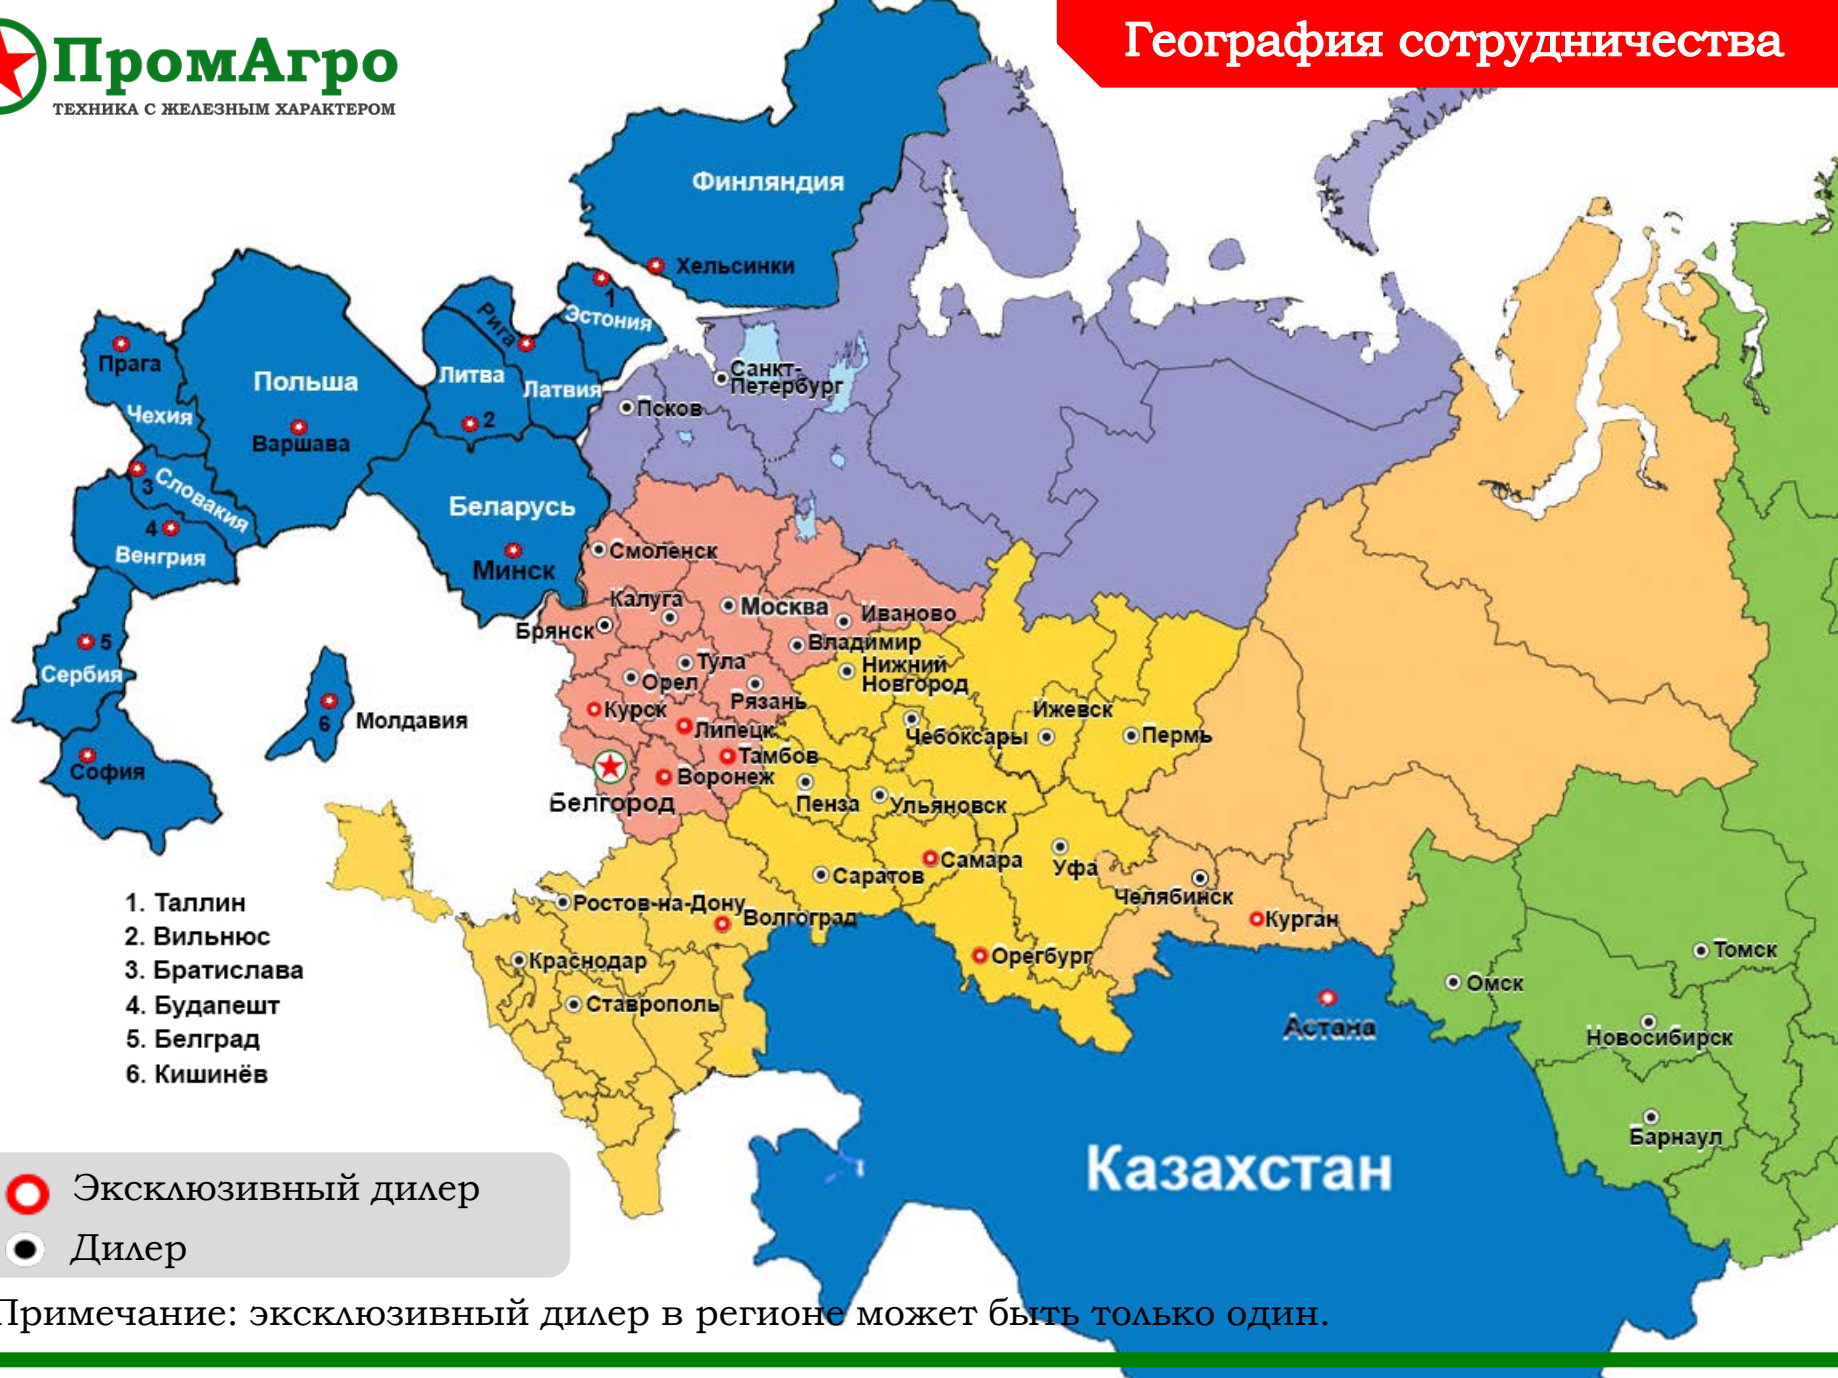 ПромАгро
ТЕХНИКА С ЖЕЛЕЗНЫМ ХАРАКТЕРОМ
География сотрудничества
Финляндия
Хельсинки
1
Эстония
Рига
Прага
Польша
Литва
Латвия
Санкт-
Петербург
Псков
Чехия
Варшава
2
3
Словакия
Беларусь
4
Венгрия
Минск
Смоленск
Калуга
Москва
Иваново
Брянск
Владимир
5
Сербия
Тула
Нижний
Новгород
Орел
Рязань
6
Молдавия
Курск
Липецк
Ижевск
Чебоксары
Пермь
София
Тамбов
Воронеж
Белгород
Пенза
Ульяновск
Самара
Уфа
Саратов
Челябинск
Курган
Ростов-на-Дону
Волгоград
Краснодар
Орегбург
Томск
Омск
Ставрополь
Астана
Новосибирск
Барнаул
Казахстан
1. Таллин
2. Вильнюс
3. Братислава
4. Будапешт
5. Белград
6. Кишинёв
Эксклюзивный дилер
Дилер
Примечание: эксклюзивный дилер в регионе может быть только один.